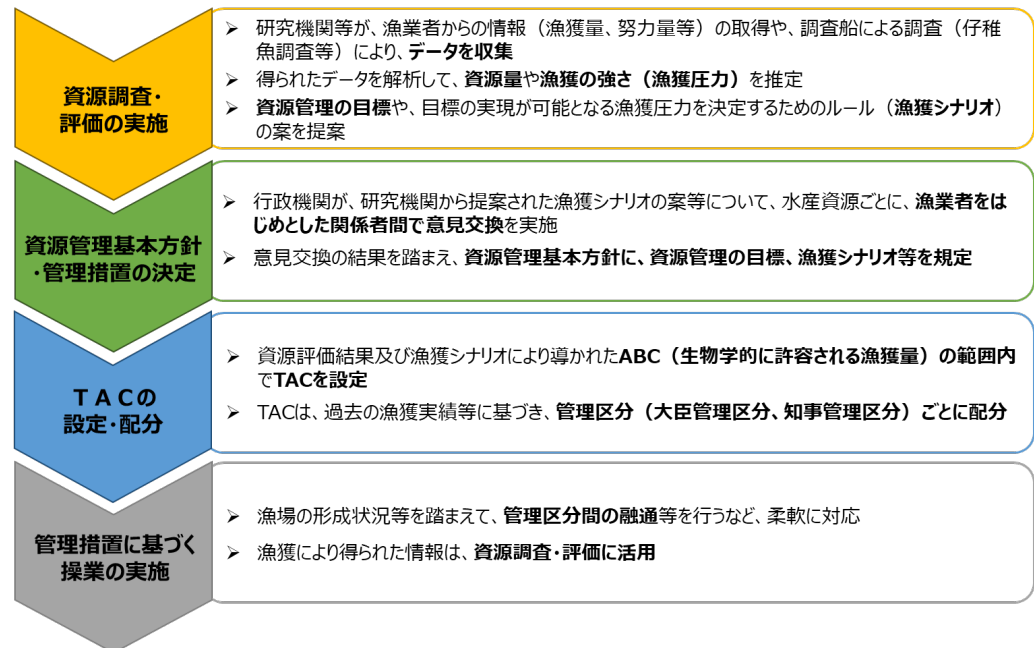 資源調査・
評価の実施
➢ 研究機関等が、漁業者からの情報（漁獲量、努力量等）の取得や、調査船による調査（仔稚
魚調査等）により、データを収集
➢ 得られたデータを解析して、資源量や漁獲の強さ（漁獲圧力）を推定
➢ 資源管理の目標や、目標の実現が可能となる漁獲圧力を決定するためのルール（漁獲シナリオ）
の案を提案
資源管理基本方針
・管理措置の決定
➢ 行政機関が、研究機関から提案された漁獲シナリオの案等について、水産資源ごとに、漁業者をは
じめとした関係者間で意見交換を実施
➢ 意見交換の結果を踏まえ、資源管理基本方針に、資源管理の目標、漁獲シナリオ等を規定
ＴＡＣの
設定・配分
➢ 資源評価結果及び漁獲シナリオにより導かれたABC（生物学的に許容される漁獲量）の範囲内
でTACを設定
➢ TACは、過去の漁獲実績等に基づき、管理区分（大臣管理区分、知事管理区分）ごとに配分
管理措置に基づく
操業の実施
➢ 漁場の形成状況等を踏まえて、管理区分間の融通等を行うなど、柔軟に対応
➢ 漁獲により得られた情報は、資源調査・評価に活用